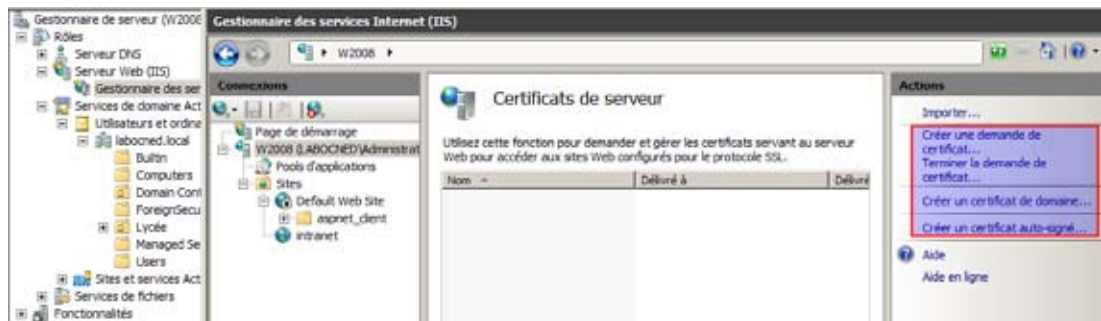 Gestionnaire de serveur (W2008
Rôles
Serveur DNS
Serveur Web (IIS)
Gestionnaire des ser
Services de domaine Act
Utilisateurs et ordina
labocned.local
Builtin
Computers
Domain Cont
ForeignSecu
Lycée
Managed Se
Users
Sites et services Act
Services de fichiers
Fonctionnalités
Gestionnaire des services Internet (IIS)
W2008
Connexions
Page de démarrage
W2008 (LABOCNED\Administrat
Pools d'applications
Sites
Default Web Site
aspnet_client
intranet
Certificats de serveur
Utilisez cette fonction pour demander et gérer les certificats servant au serveur
Web pour accéder aux sites Web configurés pour le protocole SSL.
Nom
Délivré à
Délivré
Actions
Importer...
Créer une demande de
certificat...
Terminer la demande de
certificat...
Créer un certificat de domaine...
Créer un certificat auto-signé...
Aide
Aide en ligne